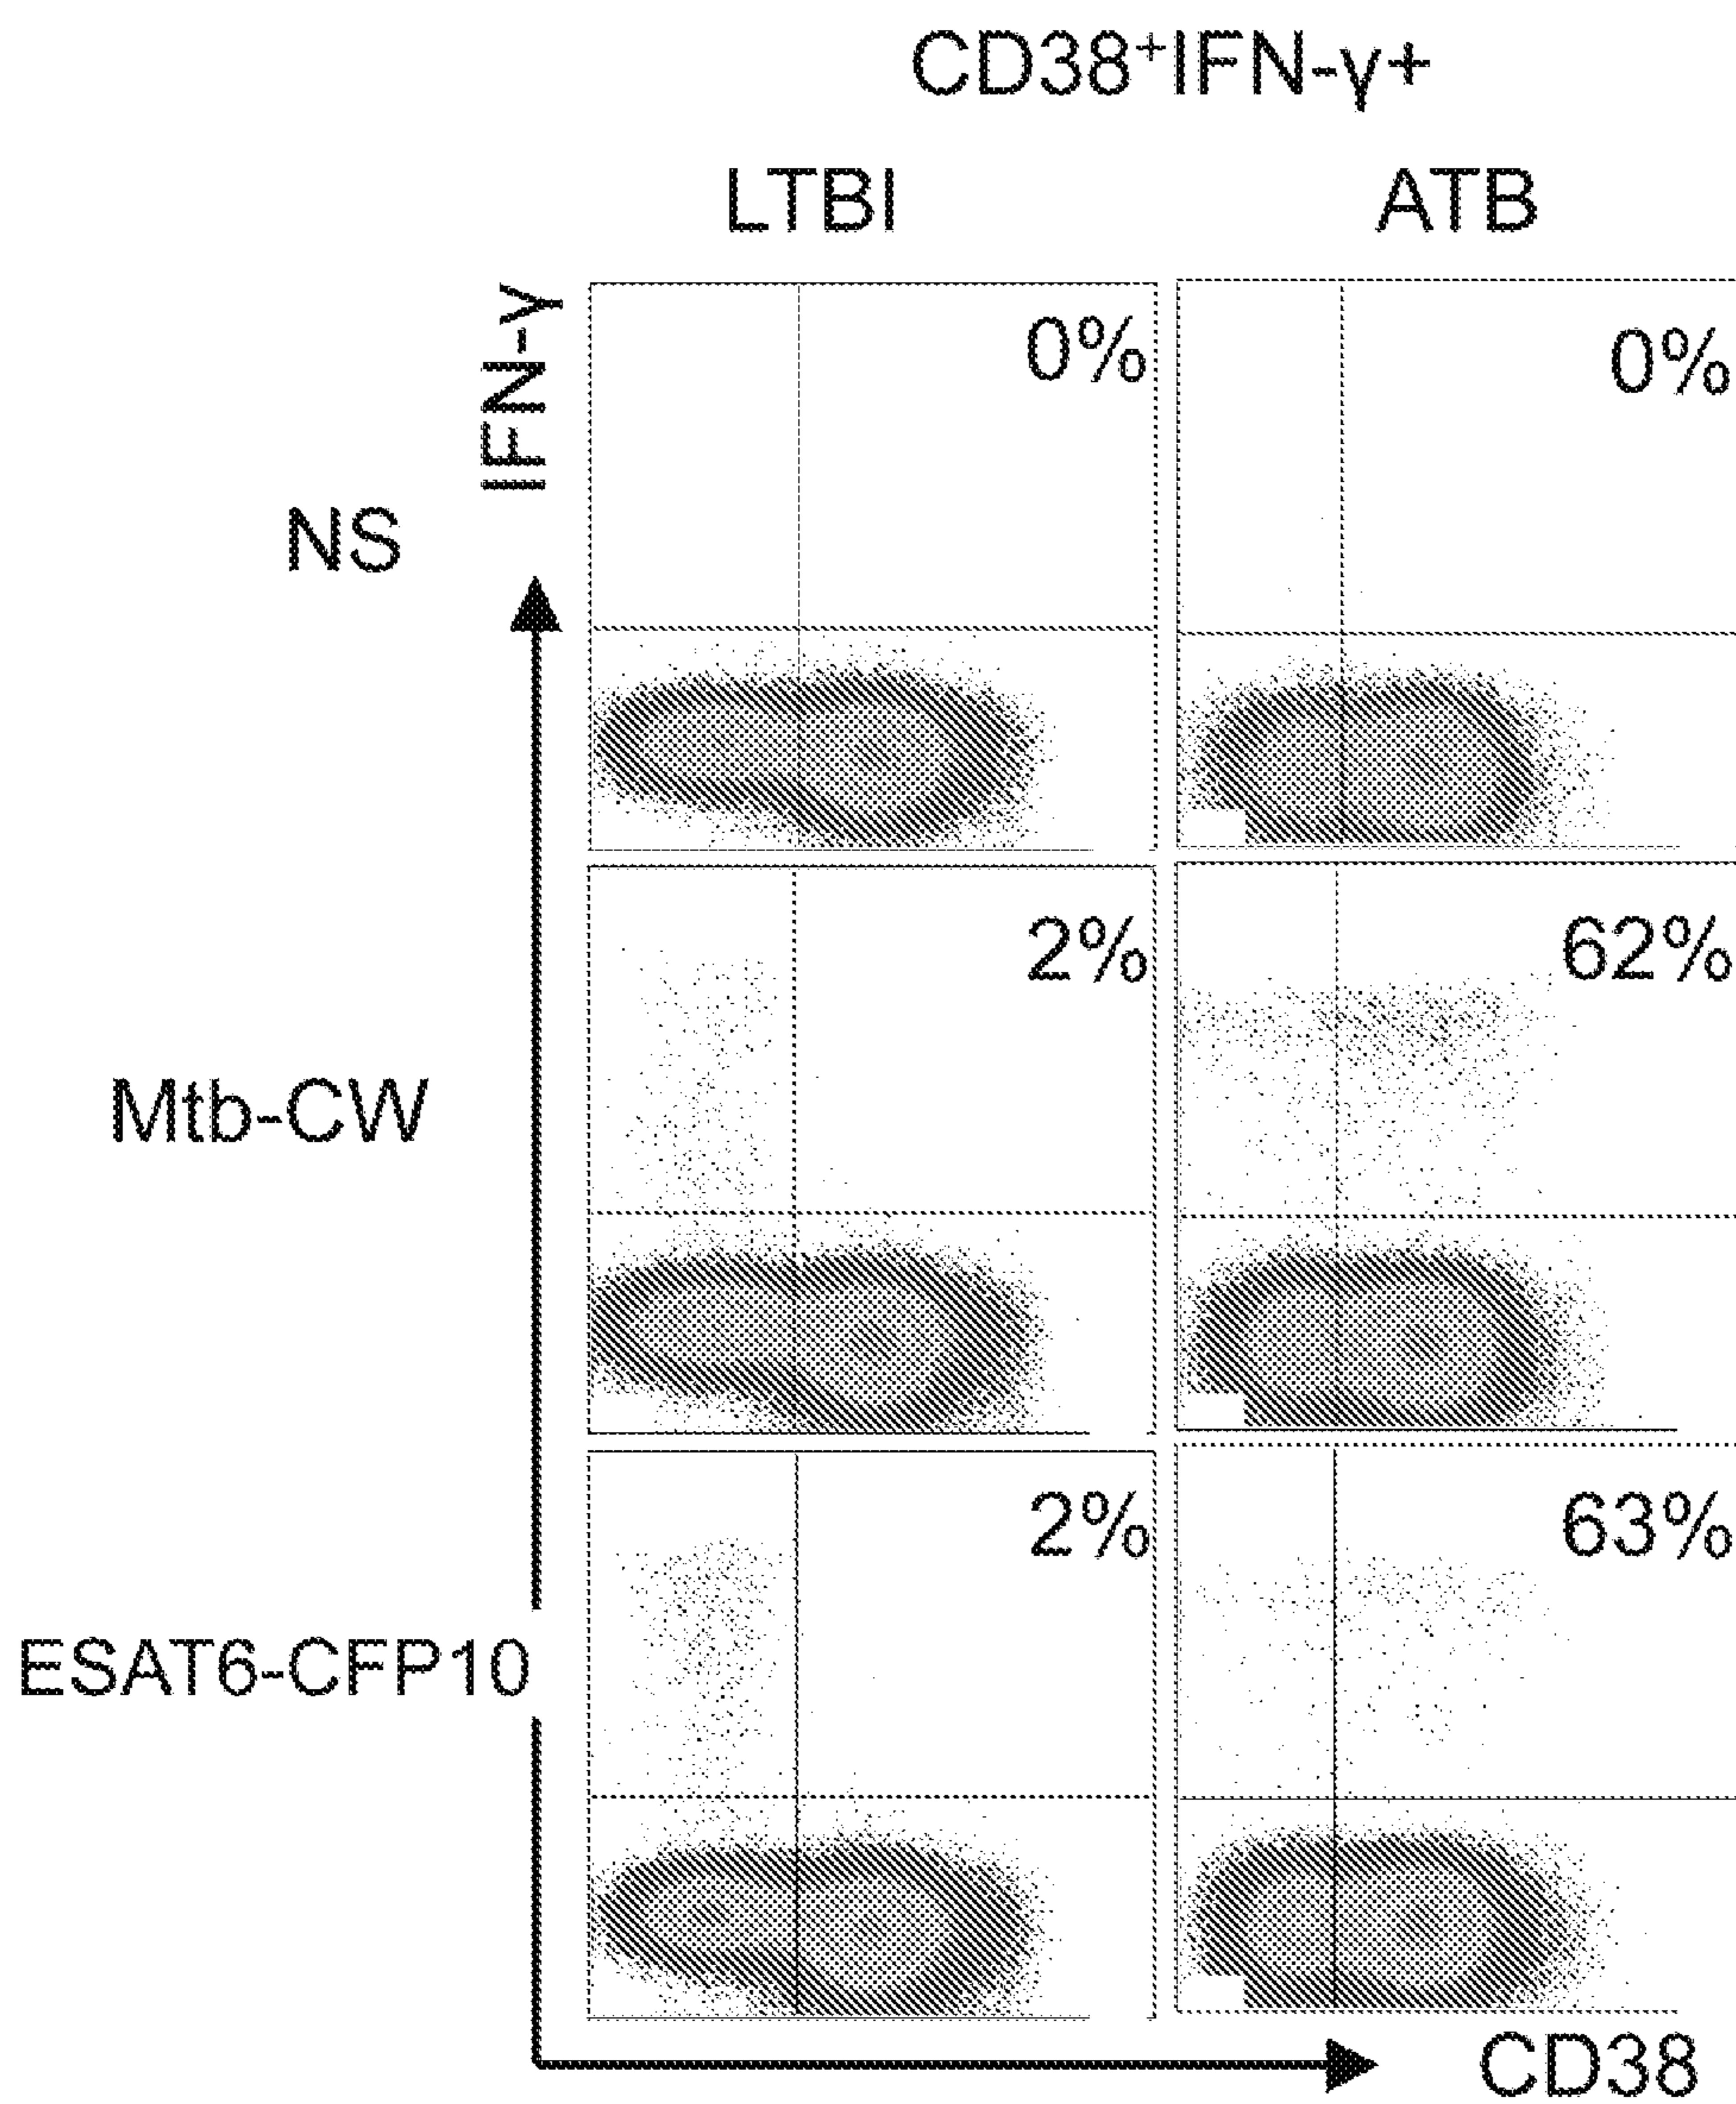 CD38⁺IFN-γ+
LTBI ATB
IFN-γ
0% 0%
NS
2% 62%
Mtb-CW
2% 63%
ESAT6-CFP10
CD38